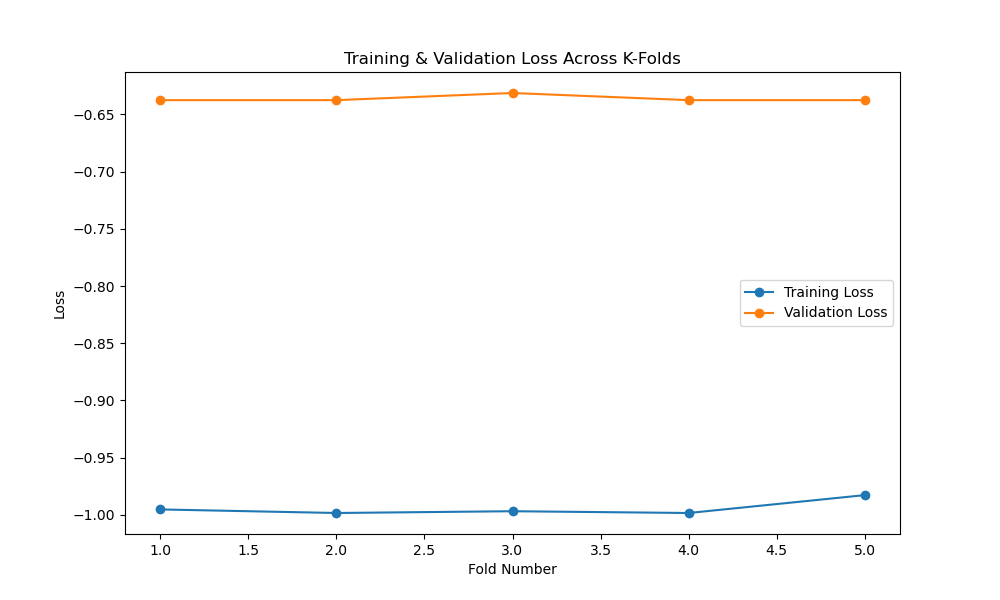 Training & Validation Loss Across K-Folds
−0.65
−0.70
−0.75
−0.80
−0.85
−0.90
−0.95
−1.00
Loss
Training Loss
Validation Loss
1.0 1.5 2.0 2.5 3.0 3.5 4.0 4.5 5.0
Fold Number